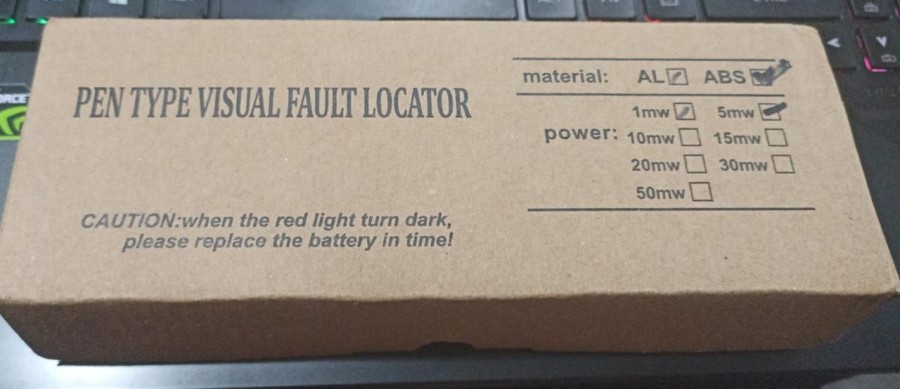 PEN TYPE VISUAL FAULT LOCATOR
CAUTION:when the red light turn dark,
please replace the battery in time!
material: AL ABS
power: 1mw 5mw
10mw 15mw
20mw 30mw
50mw